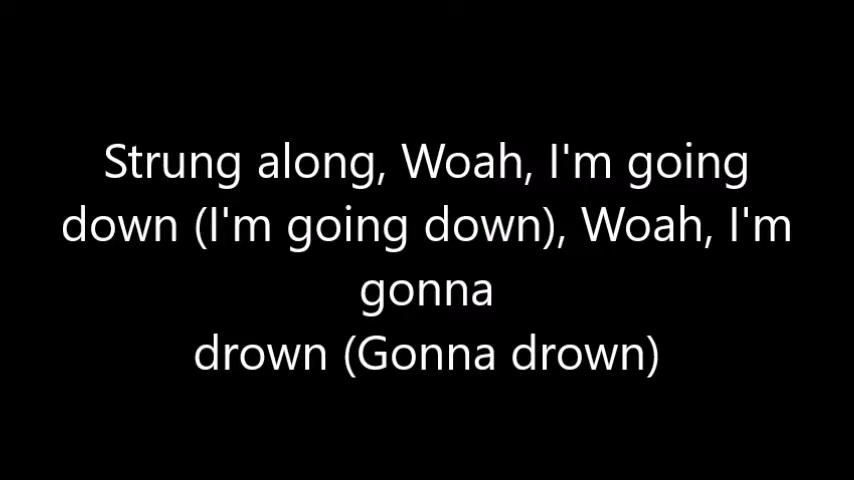 Strung along, Woah, I'm going
down (I'm going down), Woah, I'm
gonna
drown (Gonna drown)